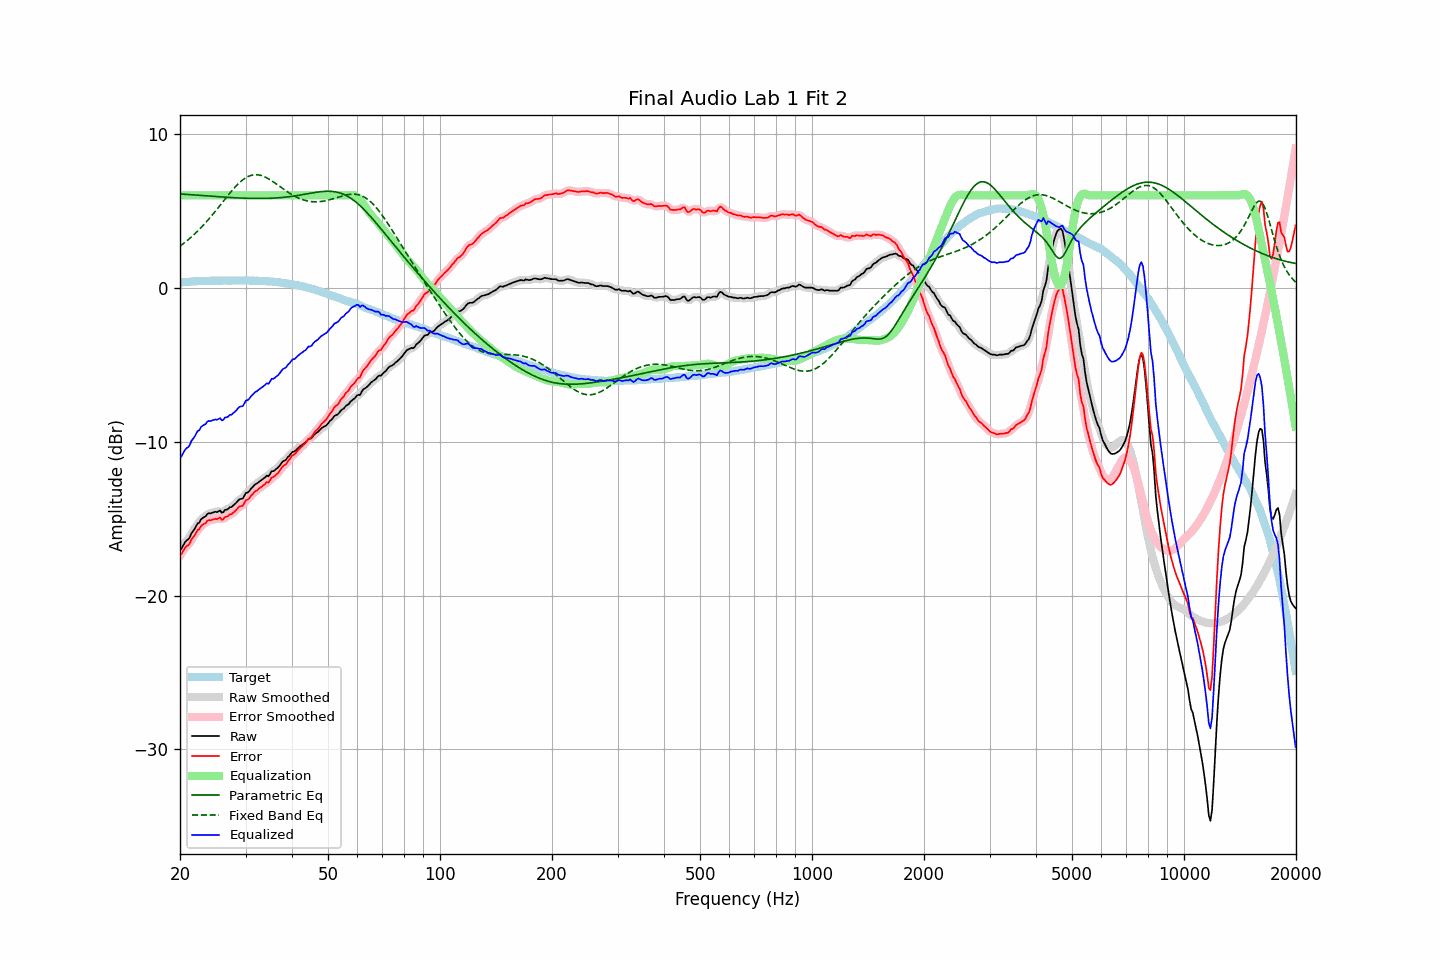 Final Audio Lab 1 Fit 2
Amplitude (dBr)
10
0
−10
−20
−30
Target
Raw Smoothed
Error Smoothed
Raw
Error
Equalization
Parametric Eq
Fixed Band Eq
Equalized
20
50
100
200
500
1000
2000
5000
10000
20000
Frequency (Hz)